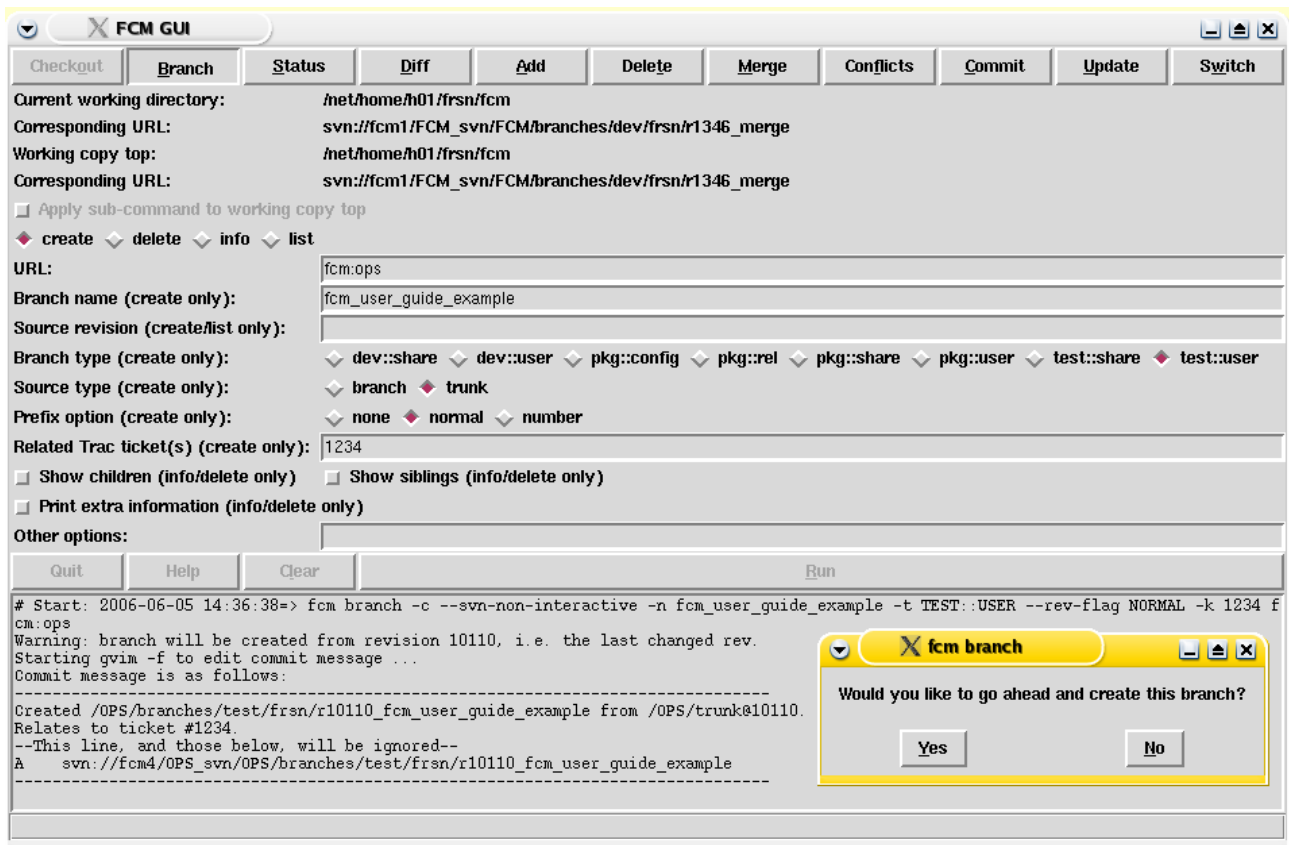 FCM GUI
Checkout Branch Status Diff Add Delete Merge Conflicts Commit Update Switch
Current working directory: /net/home/h01/frsn/fcm
Corresponding URL: svn://fcm1/FCM_svn/FCM/branches/dev/frsn/r1346_merge
Working copy top: /net/home/h01/frsn/fcm
Corresponding URL: svn://fcm1/FCM_svn/FCM/branches/dev/frsn/r1346_merge
Apply sub-command to working copy top
create delete info list
URL: fcm:ops
Branch name (create only): fcm_user_guide_example
Source revision (create/list only):
Branch type (create only): dev::share dev::user pkg::config pkg::rel pkg::share pkg::user test::share test::user
Source type (create only): branch trunk
Prefix option (create only): none normal number
Related Trac ticket(s) (create only): 1234
Show children (info/delete only) Show siblings (info/delete only)
Print extra information (info/delete only)
Other options:
Quit Help Clear Run
# Start: 2006-06-05 14:36:38=> fcm branch -c --svn-non-interactive -n fcm_user_guide_example -t TEST::USER --rev-flag NORMAL -k 1234 f
cm:ops
Warning: branch will be created from revision 10110, i.e. the last changed rev.
Starting gvim -f to edit commit message ...
Commit message is as follows:
--------------------------------------------------------------------------------
Created /OPS/branches/test/frsn/r10110_fcm_user_guide_example from /OPS/trunk@10110.
Relates to ticket #1234.
--This line, and those below, will be ignored--
A    svn://fcm4/OPS_svn/OPS/branches/test/frsn/r10110_fcm_user_guide_example
--------------------------------------------------------------------------------
fcm branch
Would you like to go ahead and create this branch?
Yes No